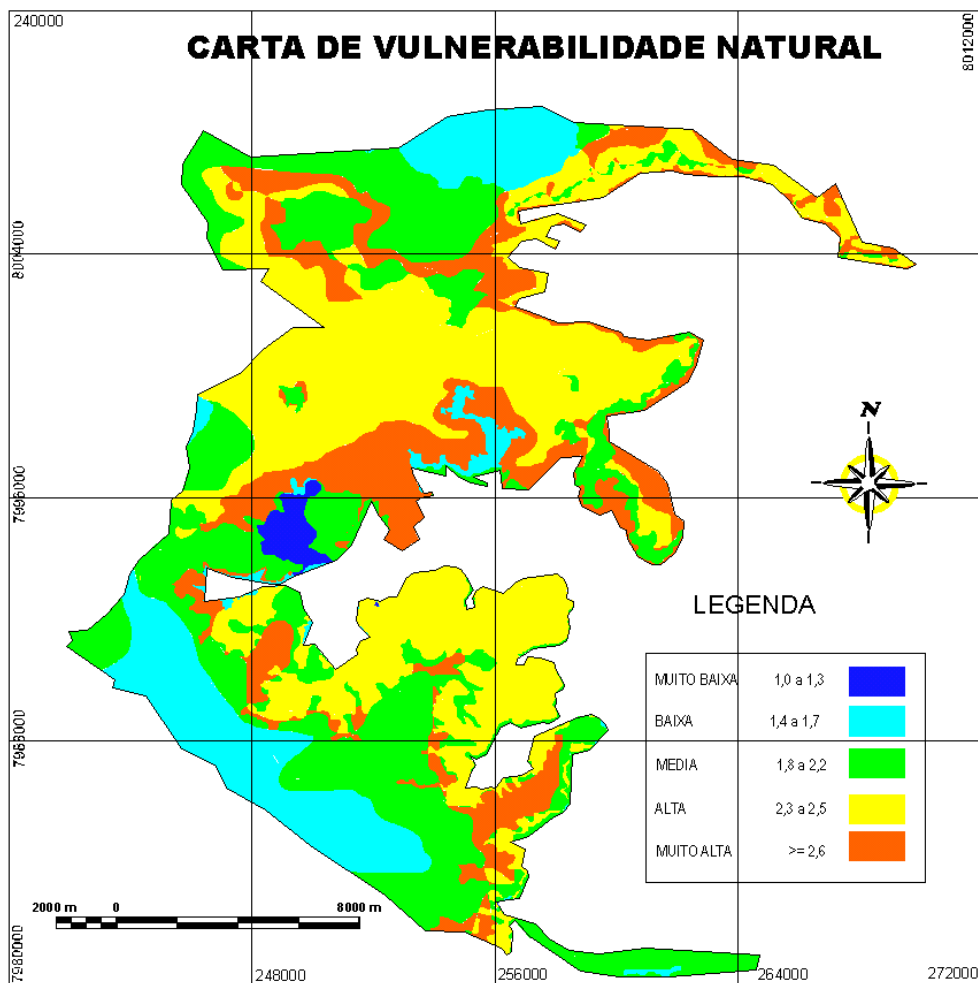 240000
8012000
CARTA DE VULNERABILIDADE NATURAL
8004000
N
7996000
LEGENDA
MUITO BAIXA 1,0 a 1,3
BAIXA 1,4 a 1,7
7988000
MEDIA 1,8 a 2,2
ALTA 2,3 a 2,5
MUITO ALTA >= 2,6
2000 m 0 8000 m
7980000
248000
256000
264000
272000